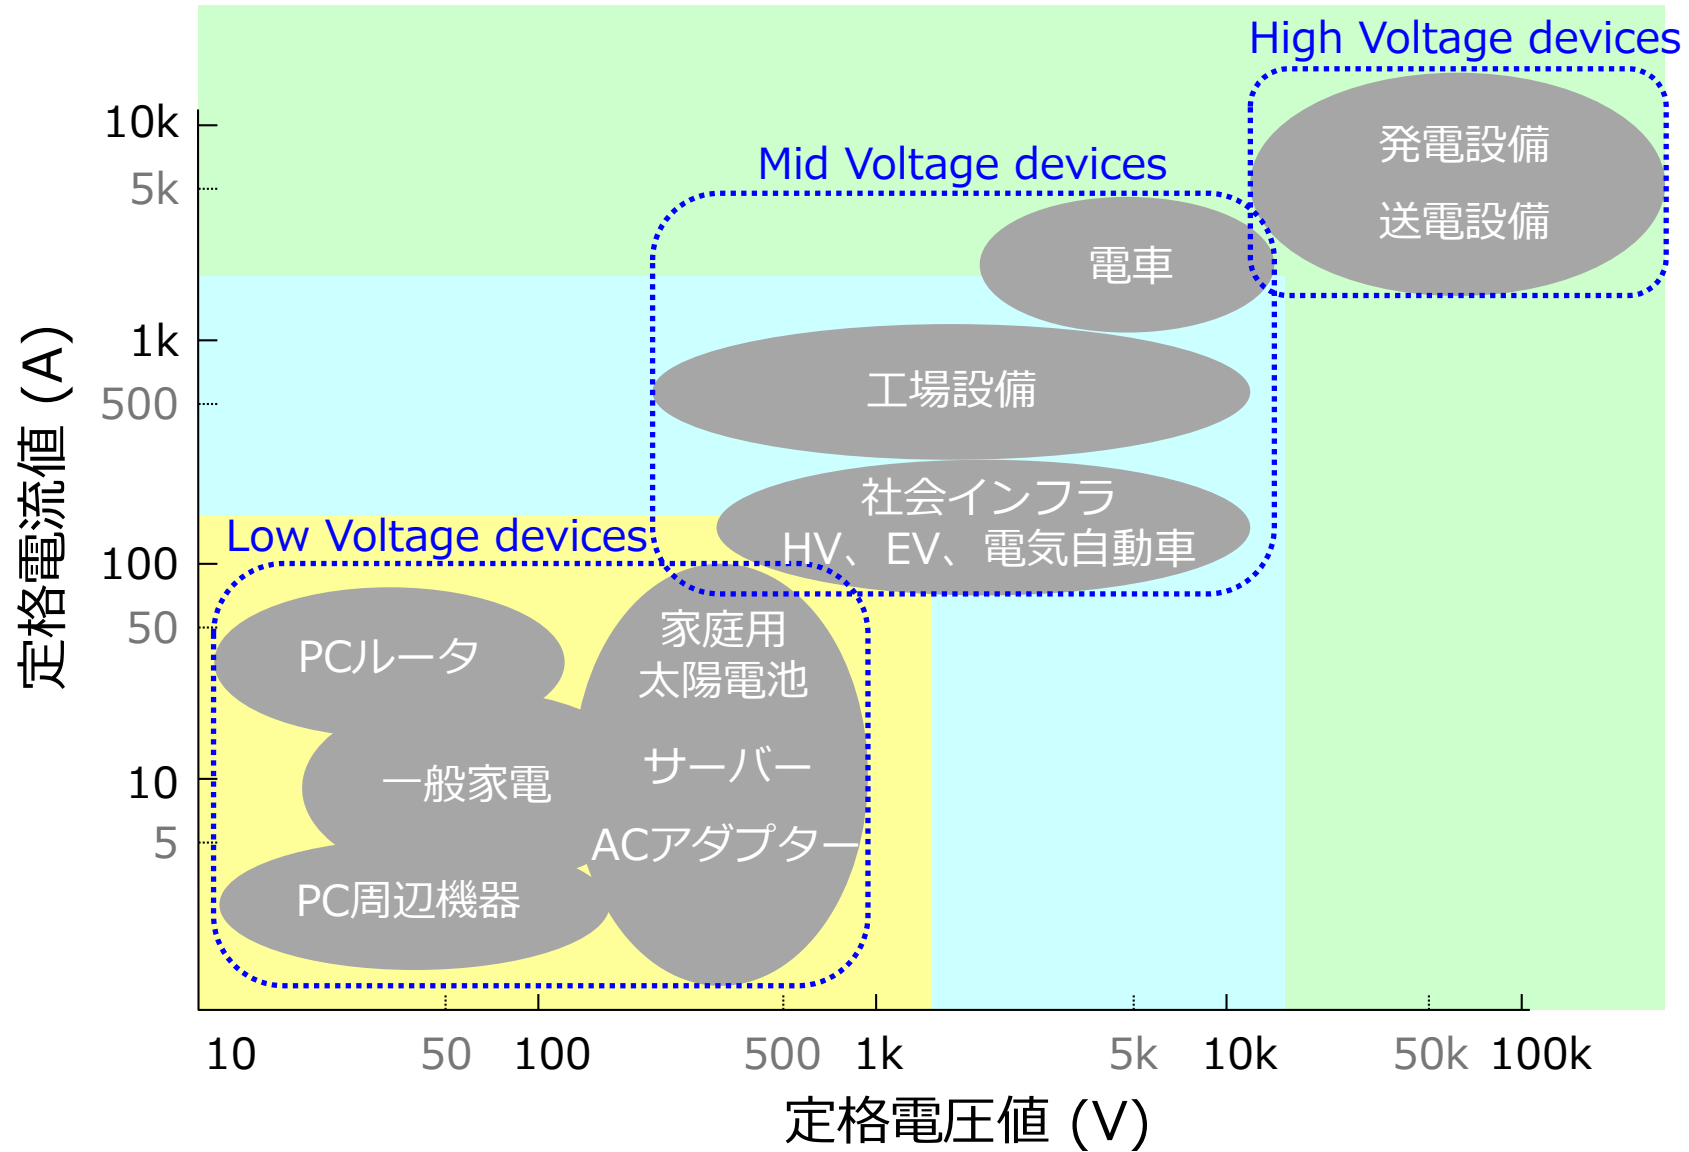 High Voltage devices
発電設備
送電設備
Mid Voltage devices
電車
工場設備
社会インフラ
HV、EV、電気自動車
Low Voltage devices
PCルータ
一般家電
PC周辺機器
家庭用
太陽電池
サーバー
ACアダプター
定格電流値 (A)
10k
5k
1k
500
100
50
10
5
10
50
100
500
1k
5k
10k
50k
100k
定格電圧値 (V)